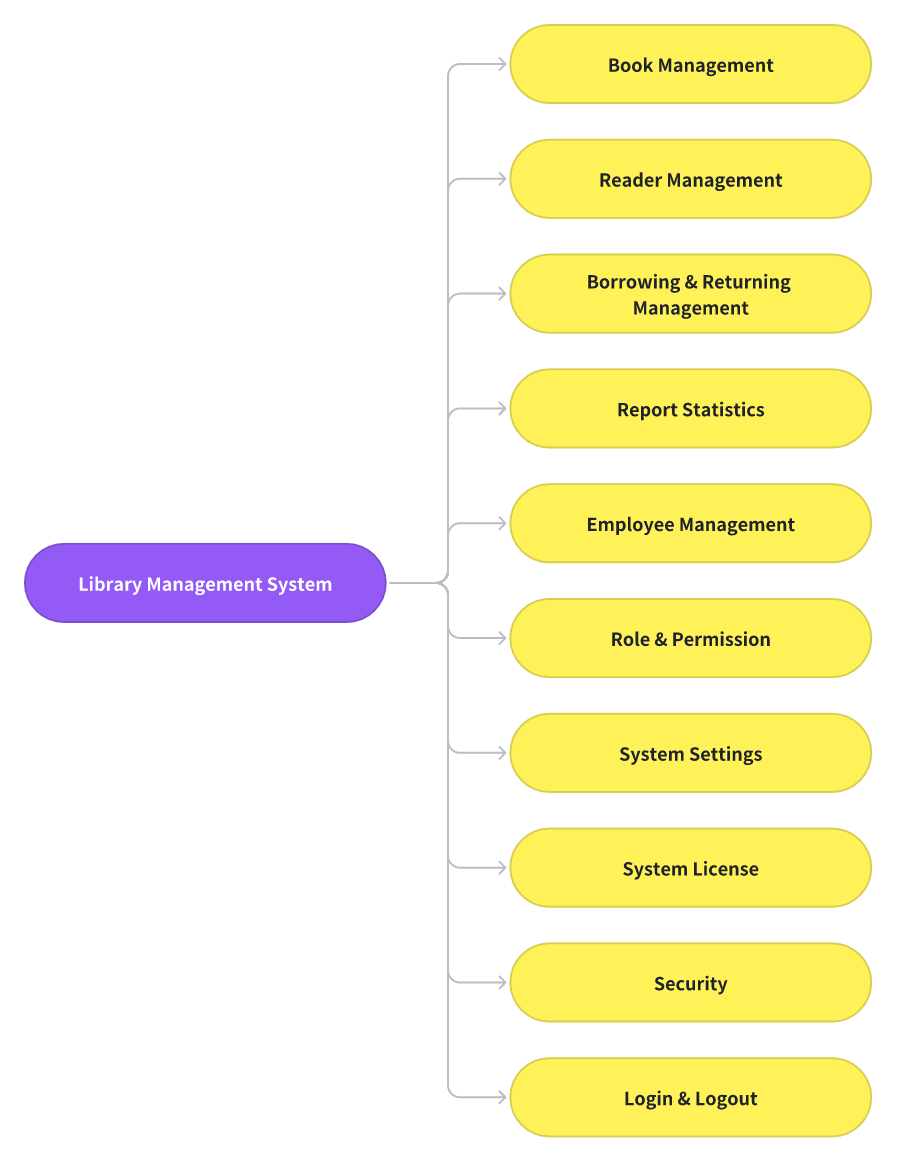 Book Management
Reader Management
Borrowing & Returning
Management
Report Statistics
Employee Management
Library Management System
Role & Permission
System Settings
System License
Security
Login & Logout